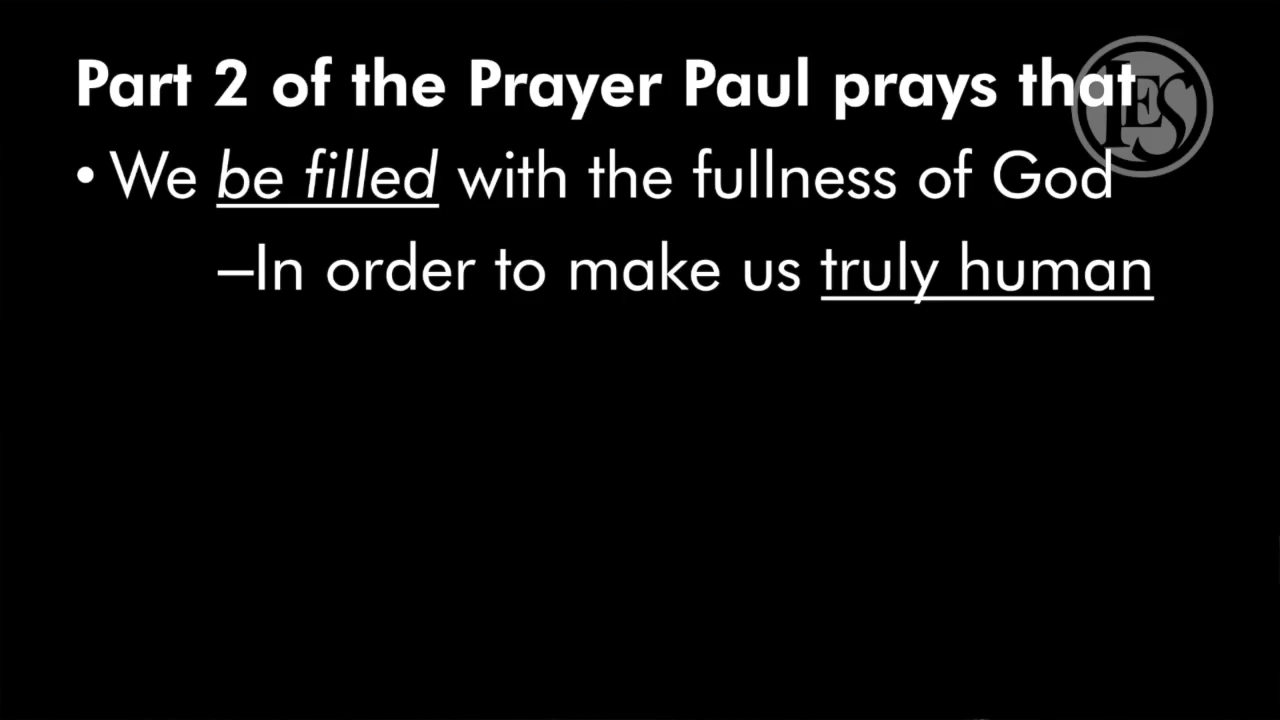 Part 2 of the Prayer Paul prays that
• We be filled with the fullness of God
–In order to make us truly human
LES